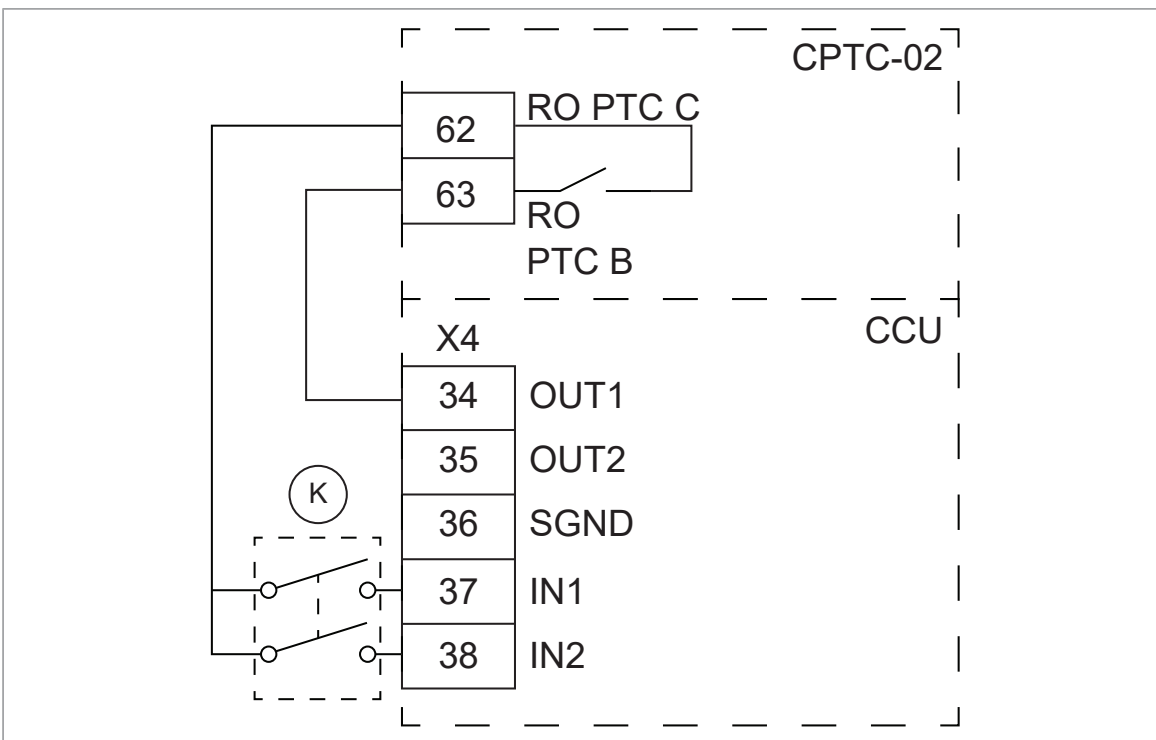 CPTC-02
62 RO PTC C
63
RO
PTC B
CCU
X4
34 OUT1
35 OUT2
K
36 SGND
37 IN1
38 IN2